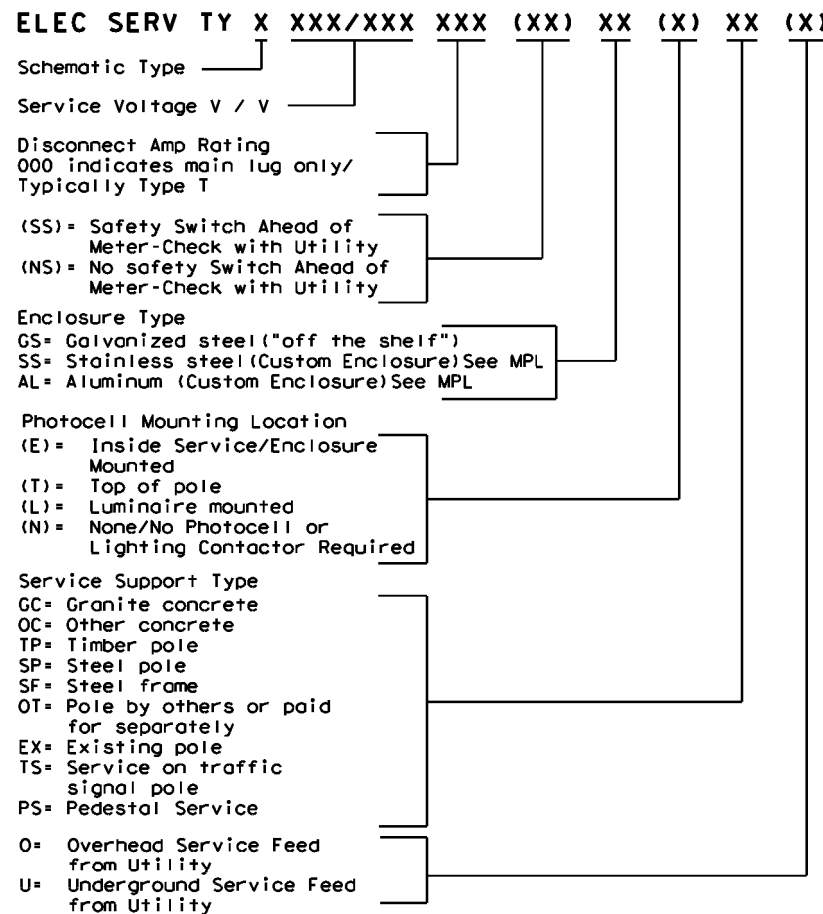 ELEC SERV TY X XXX/XXX XXX (XX) XX (X) XX (X)
Schematic Type
Service Voltage V / V
Disconnect Amp Rating
000 indicates main lug only/
Typically Type T
(SS)= Safety Switch Ahead of
Meter-Check with Utility
(NS)= No safety Switch Ahead of
Meter-Check with Utility
Enclosure Type
GS= Galvanized steel("off the shelf")
SS= Stainless steel(Custom Enclosure)See MPL
AL= Aluminum (Custom Enclosure)See MPL
Photocell Mounting Location
(E)= Inside Service/Enclosure
Mounted
(T)= Top of pole
(L)= Luminaire mounted
(N)= None/No Photocell or
Lighting Contactor Required
Service Support Type
GC= Granite concrete
OC= Other concrete
TP= Timber pole
SP= Steel pole
SF= Steel frame
OT= Pole by others or paid
for separately
EX= Existing pole
TS= Service on traffic
signal pole
PS= Pedestal Service
O= Overhead Service Feed
from Utility
U= Underground Service Feed
from Utility